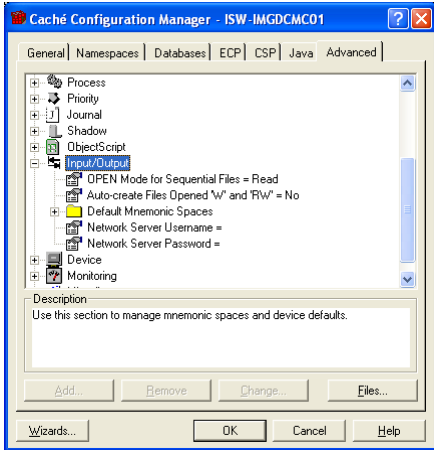 Caché Configuration Manager - ISW-IMGDCMC01
General Namespaces Databases ECP CSP Java Advanced
Process
Priority
Journal
Shadow
ObjectScript
Input/Output
OPEN Mode for Sequential Files = Read
Auto-create Files Opened 'W' and 'RW' = No
Default Mnemonic Spaces
Network Server Username =
Network Server Password =
Device
Monitoring
Description
Use this section to manage mnemonic spaces and device defaults.
Add... Remove Change... Files...
Wizards... OK Cancel Help